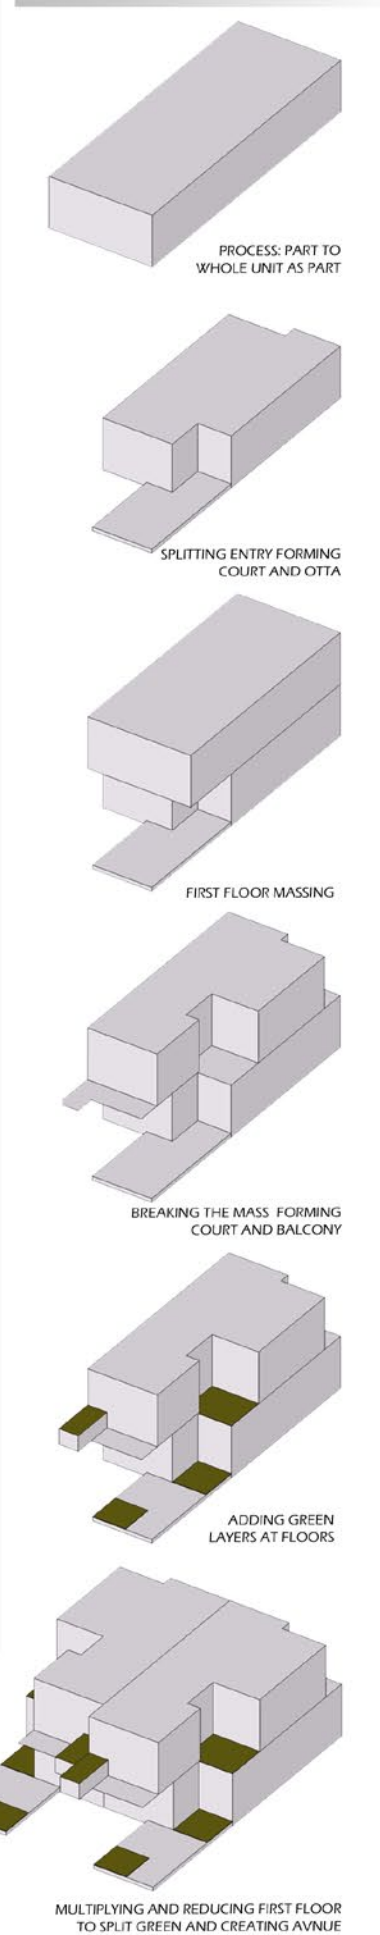 PROCESS: PART TO
WHOLE UNIT AS PART
SPLITTING ENTRY FORMING
COURT AND OTTA
FIRST FLOOR MASSING
BREAKING THE MASS FORMING
COURT AND BALCONY
ADDING GREEN
LAYERS AT FLOORS
MULTIPLYING AND REDUCING FIRST FLOOR
TO SPLIT GREEN AND CREATING AVNUE